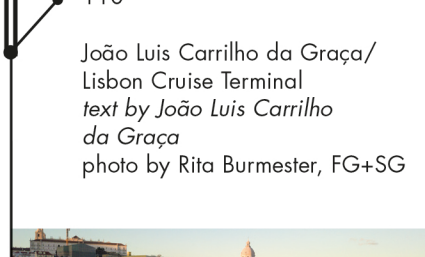 João Luis Carrilho da Graça/
Lisbon Cruise Terminal
text by João Luis Carrilho
da Graça
photo by Rita Burmester, FG+SG